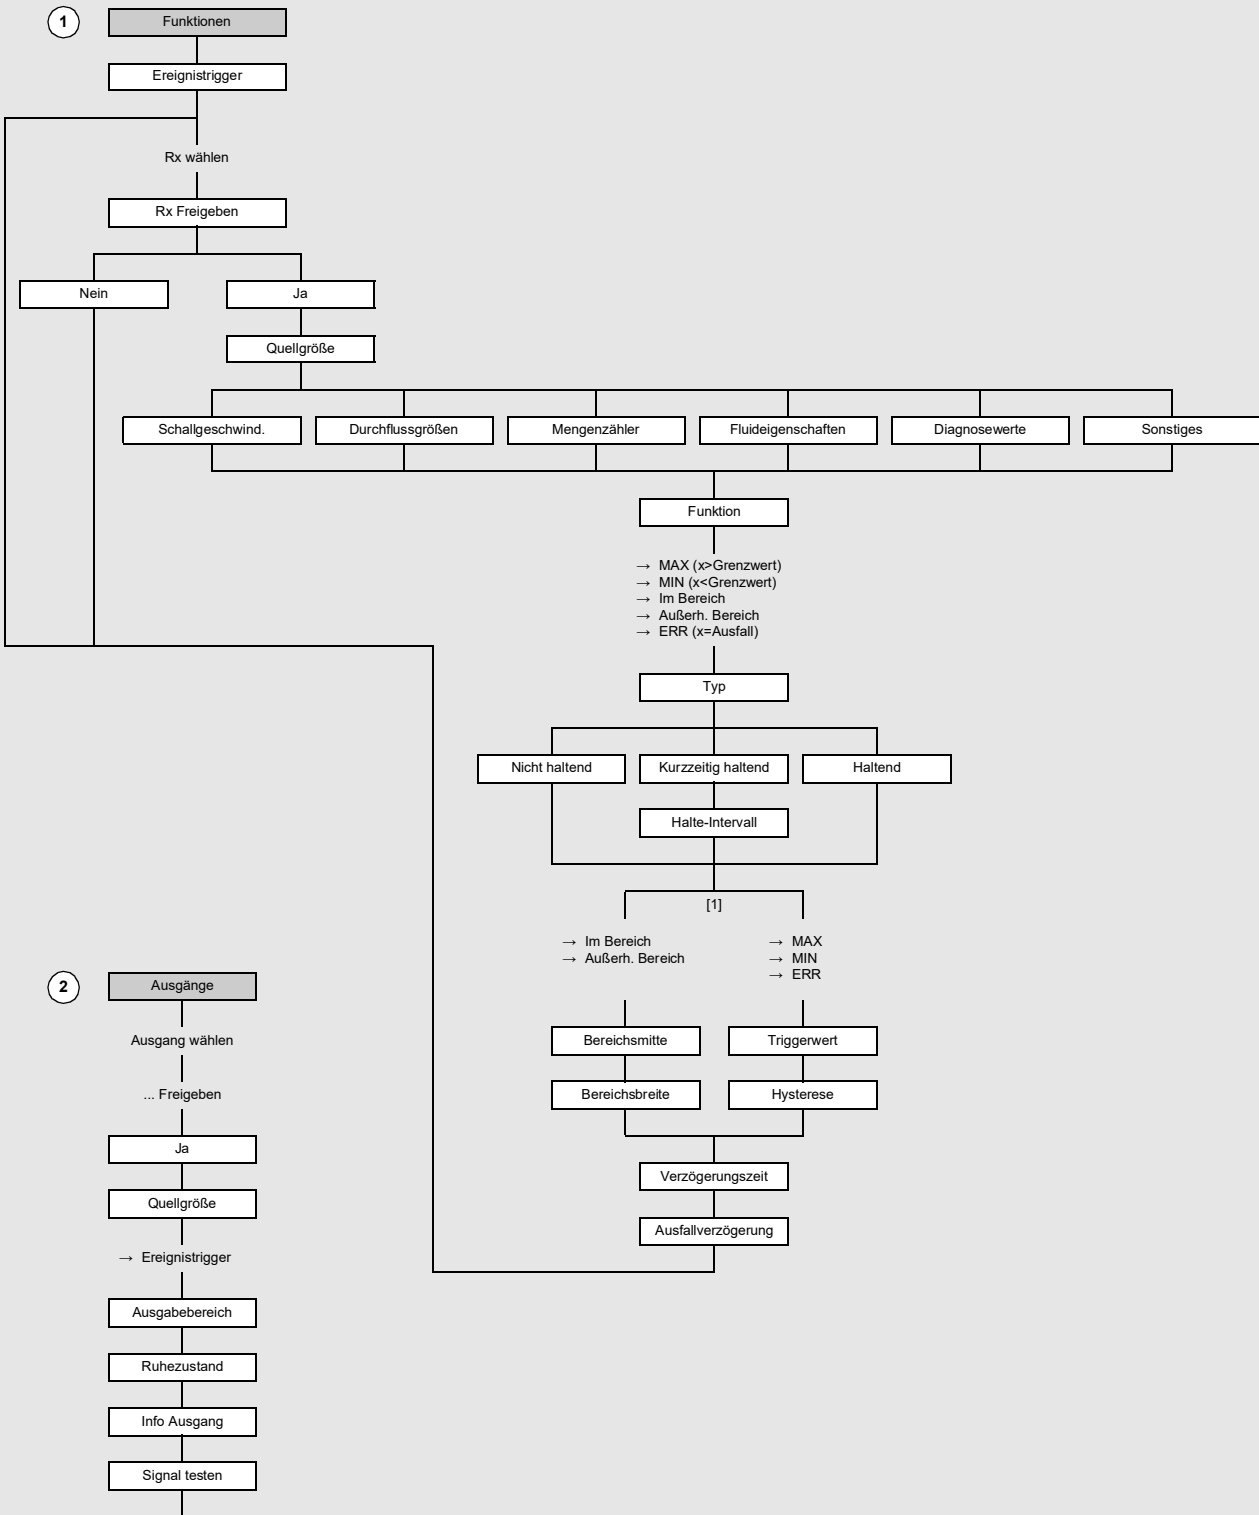 1
Funktionen
Ereignistrigger
Rx wählen
Rx Freigeben
Nein
Ja
Quellgröße
Schallgeschwind.
Durchflussgrößen
Mengenzähler
Fluideigenschaften
Diagnosewerte
Sonstiges
Funktion
→ MAX (x>Grenzwert)
→ MIN (x<Grenzwert)
→ Im Bereich
→ Außerh. Bereich
→ ERR (x=Ausfall)
Typ
Nicht haltend
Kurzzeitig haltend
Haltend
Halte-Intervall
[1]
→ Im Bereich
→ Außerh. Bereich
→ MAX
→ MIN
→ ERR
Bereichsmitte
Triggerwert
Bereichsbreite
Hysterese
Verzögerungszeit
Ausfallverzögerung
2
Ausgänge
Ausgang wählen
... Freigeben
Ja
Quellgröße
→ Ereignistrigger
Ausgabebereich
Ruhezustand
Info Ausgang
Signal testen